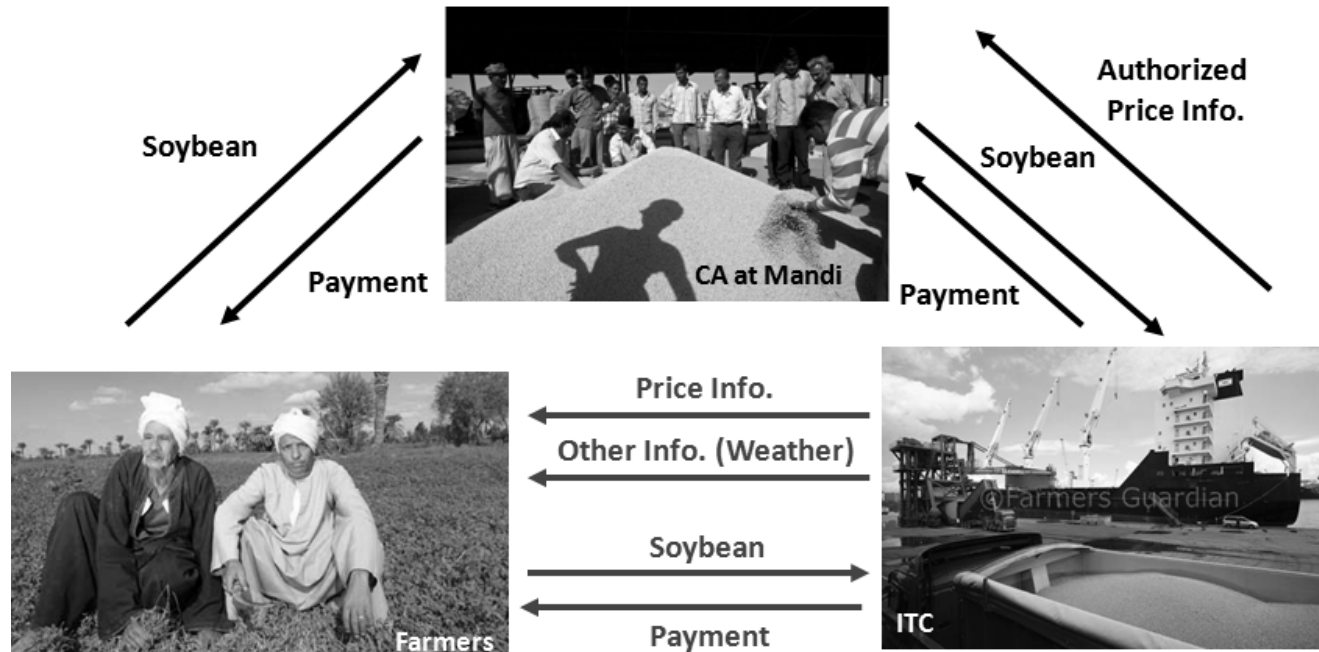 Authorized
Price Info.
Soybean
Soybean
Payment
CA at Mandi
Payment
Price Info.
Other Info. (Weather)
©Farmers Guardian
Soybean
Payment
Farmers
ITC